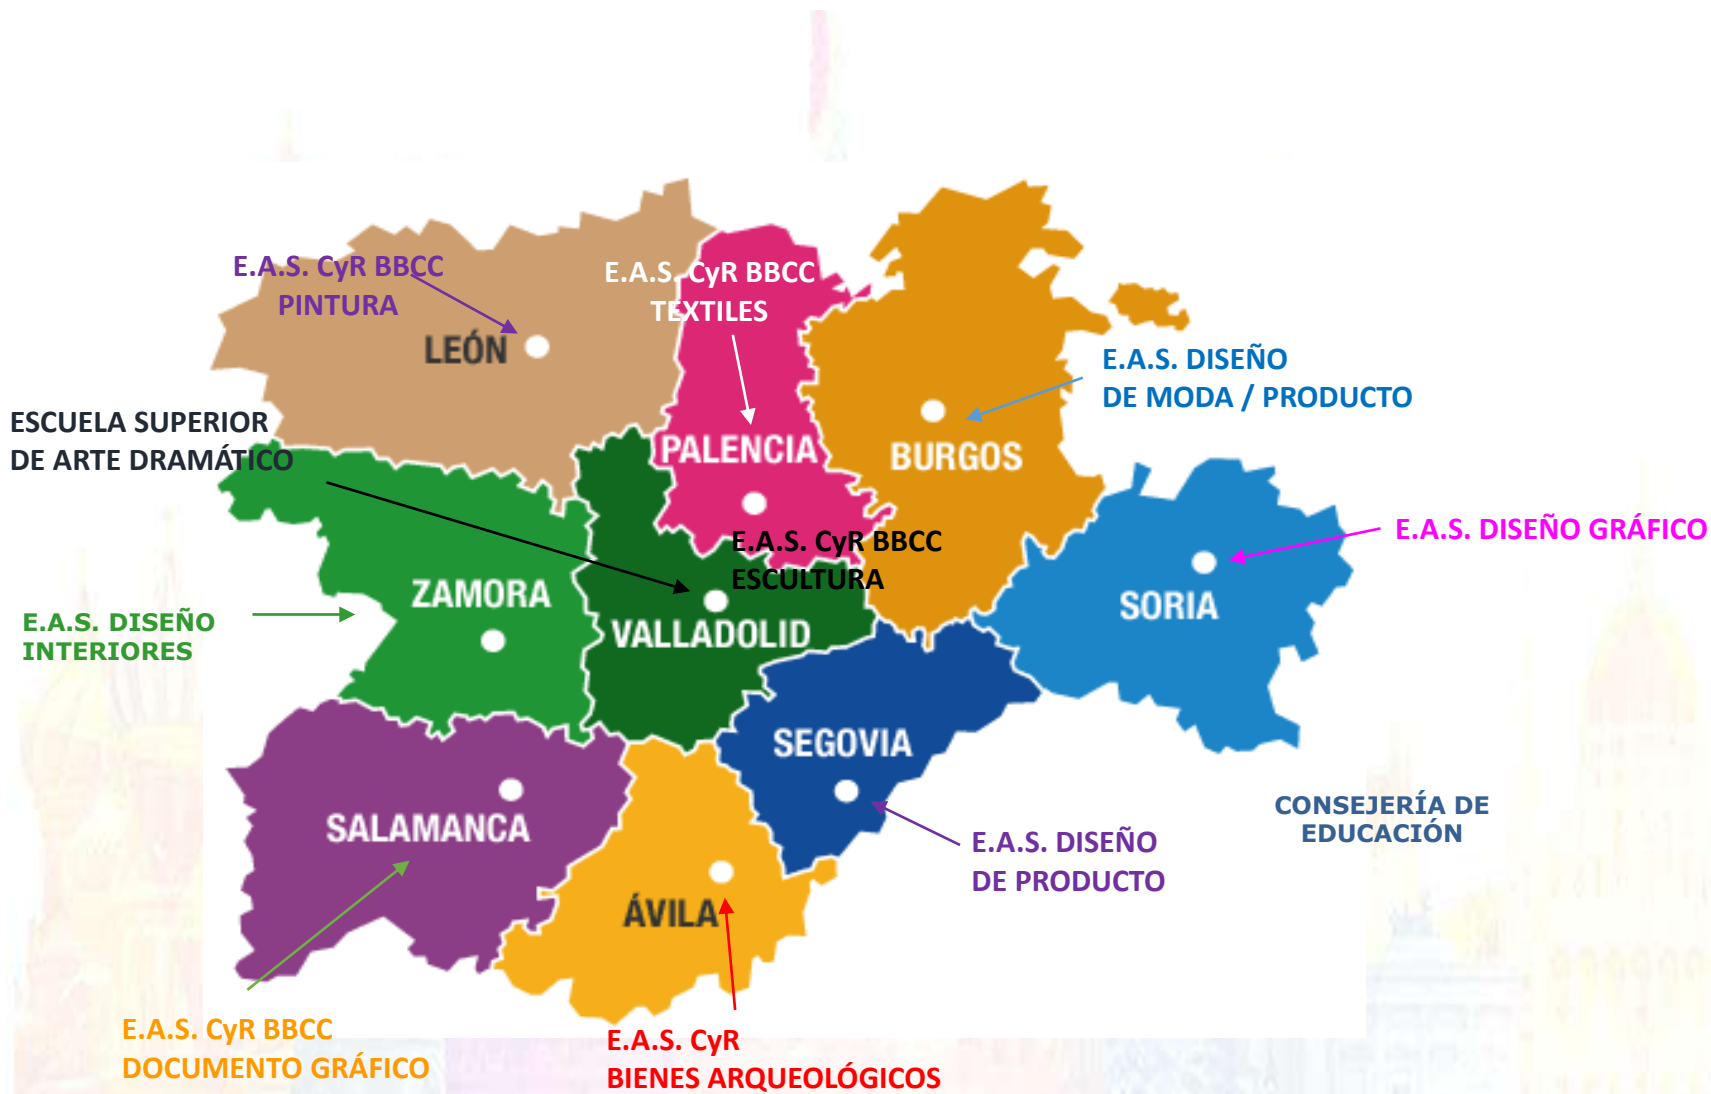 E.A.S. CyR BBCC
PINTURA
LEÓN
E.A.S. CyR BBCC
TEXTILES
PALENCIA
E.A.S. DISEÑO
DE MODA / PRODUCTO
BURGOS
ESCUELA SUPERIOR
DE ARTE DRAMÁTICO
E.A.S. DISEÑO GRÁFICO
SORIA
E.A.S. CyR BBCC
ESCULTURA
VALLADOLID
ZAMORA
E.A.S. DISEÑO
INTERIORES
SEGOVIA
E.A.S. DISEÑO
DE PRODUCTO
CONSEJERÍA DE
EDUCACIÓN
SALAMANCA
ÁVILA
E.A.S. CyR BBCC
DOCUMENTO GRÁFICO
E.A.S. CyR
BIENES ARQUEOLÓGICOS